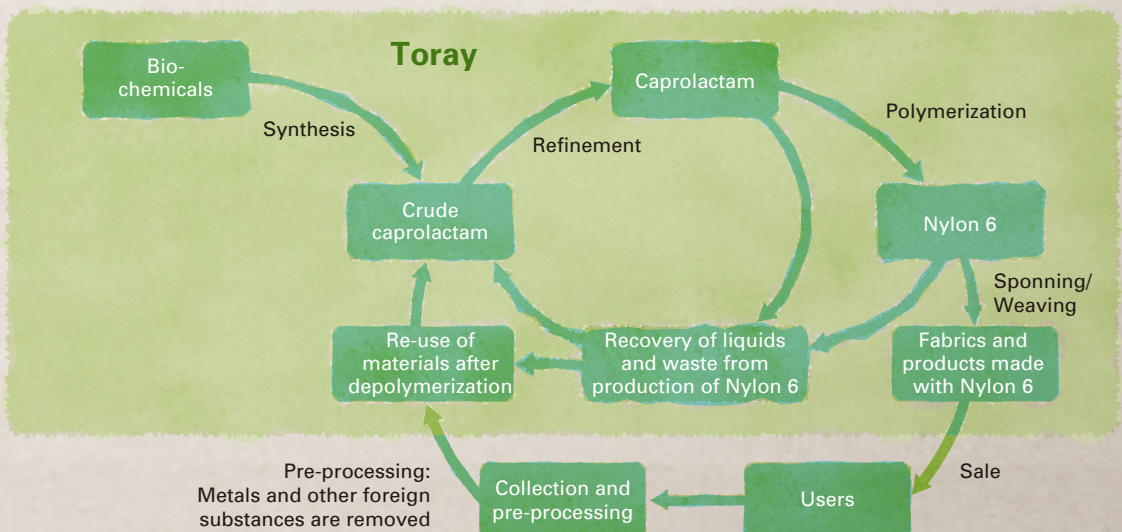 Toray
Bio-
chemicals
Synthesis
Caprolactam
Refinement
Polymerization
Crude
caprolactam
Nylon 6
Sponning/
Weaving
Re-use of
materials after
depolymerization
Recovery of liquids
and waste from
production of Nylon 6
Fabrics and
products made
with Nylon 6
Pre-processing:
Metals and other foreign
substances are removed
Collection and
pre-processing
Users
Sale